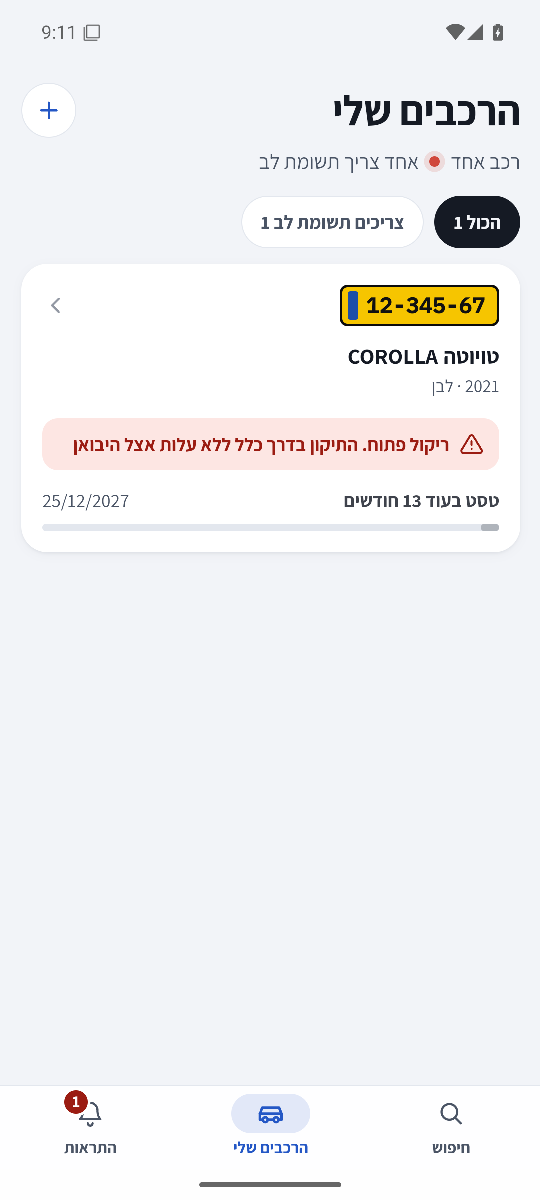 9:11
הרכבים שלי
רכב אחד
אחד צריך תשומת לב
הכול 1
צריכים תשומת לב 1
12-345-67
טויוטה COROLLA
2021 · לבן
ריקול פתוח. התיקון בדרך כלל ללא עלות אצל היבואן
טסט בעוד 13 חודשים
25/12/2027
חיפוש
הרכבים שלי
1
התראות